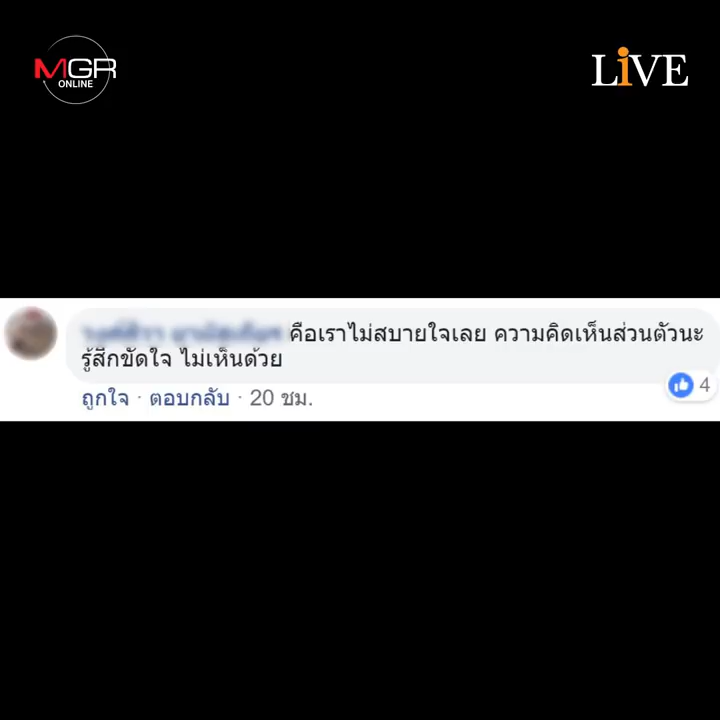 MGR
ONLINE
LiVE
คือเราไม่สบายใจเลย ความคิดเห็นส่วนตัวนะ
รู้สึกขัดใจ ไม่เห็นด้วย
4
ถูกใจ · ตอบกลับ · 20 ชม.